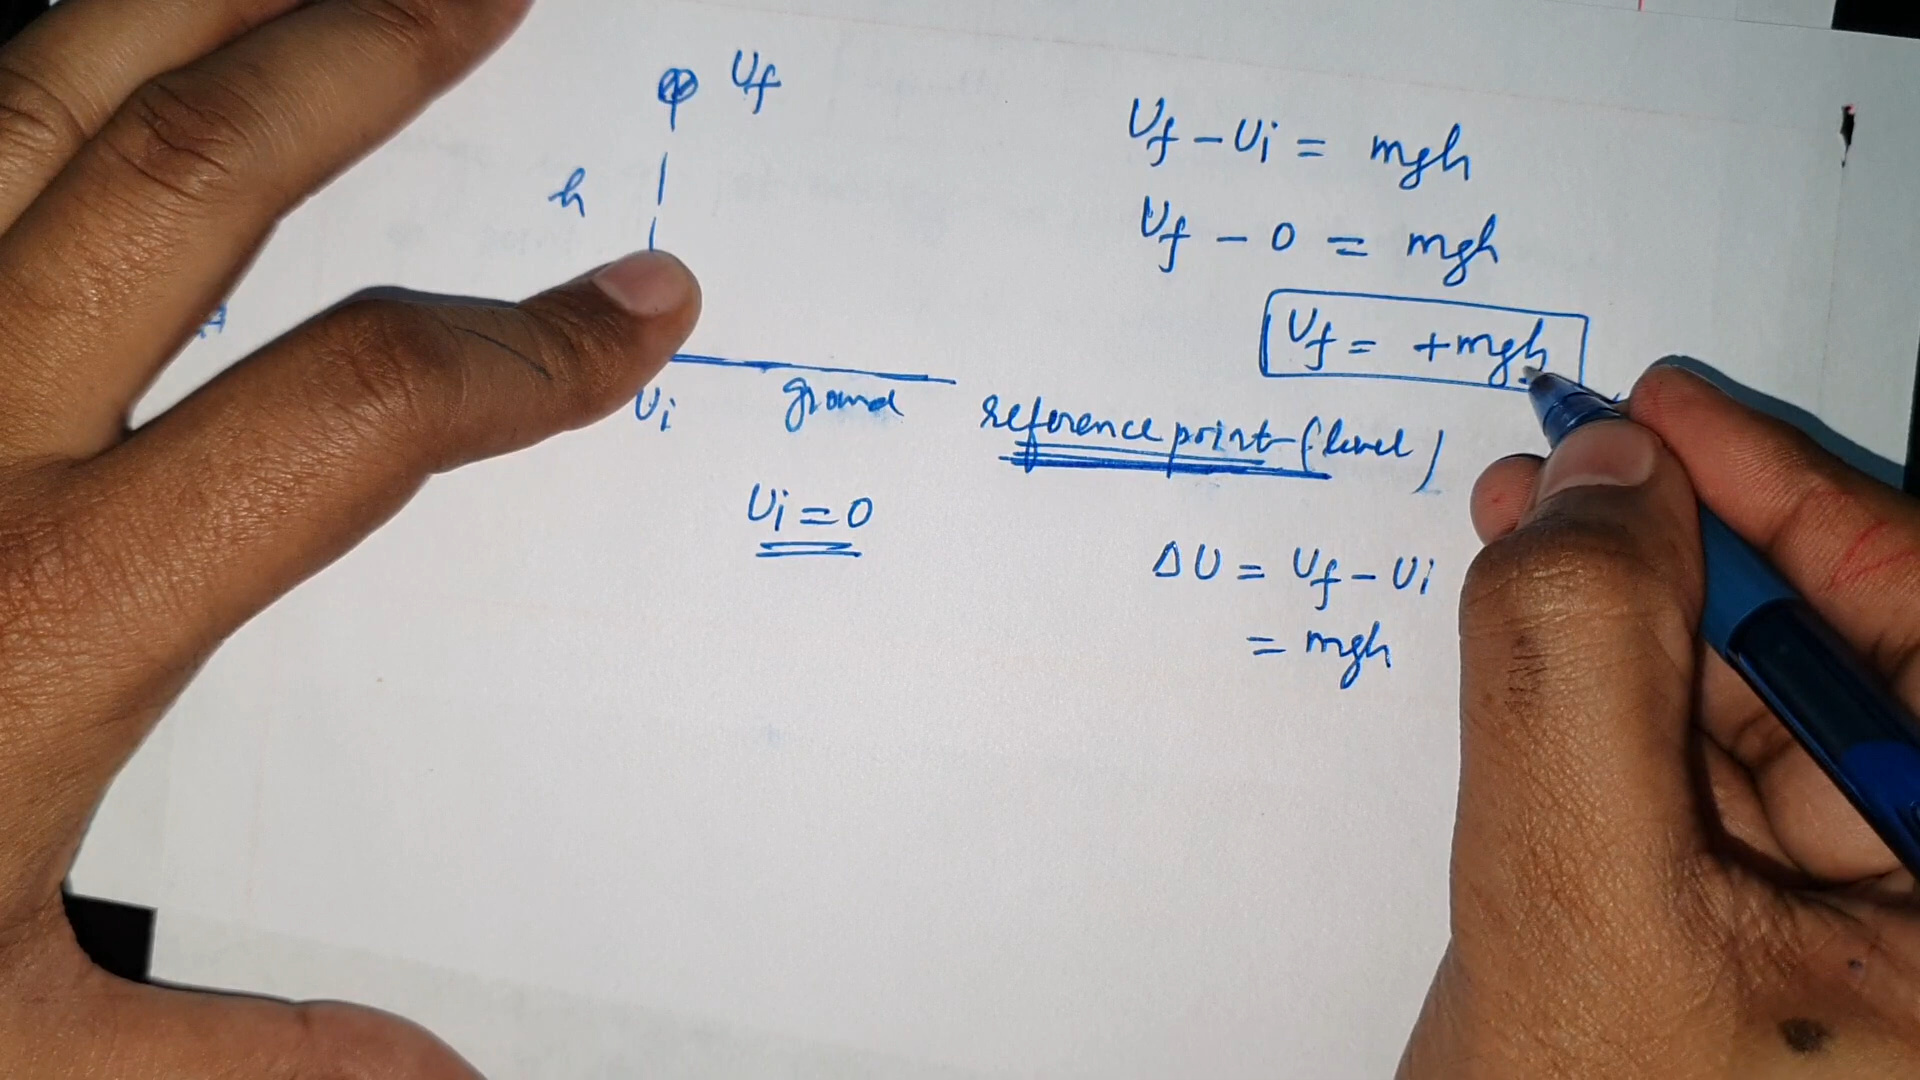 Uf
h
Ui ground
Ui = 0
Uf - Ui = mgh
Uf - 0 = mgh
Uf = +mgh
reference point (level)
ΔU = Uf - Ui
= mgh